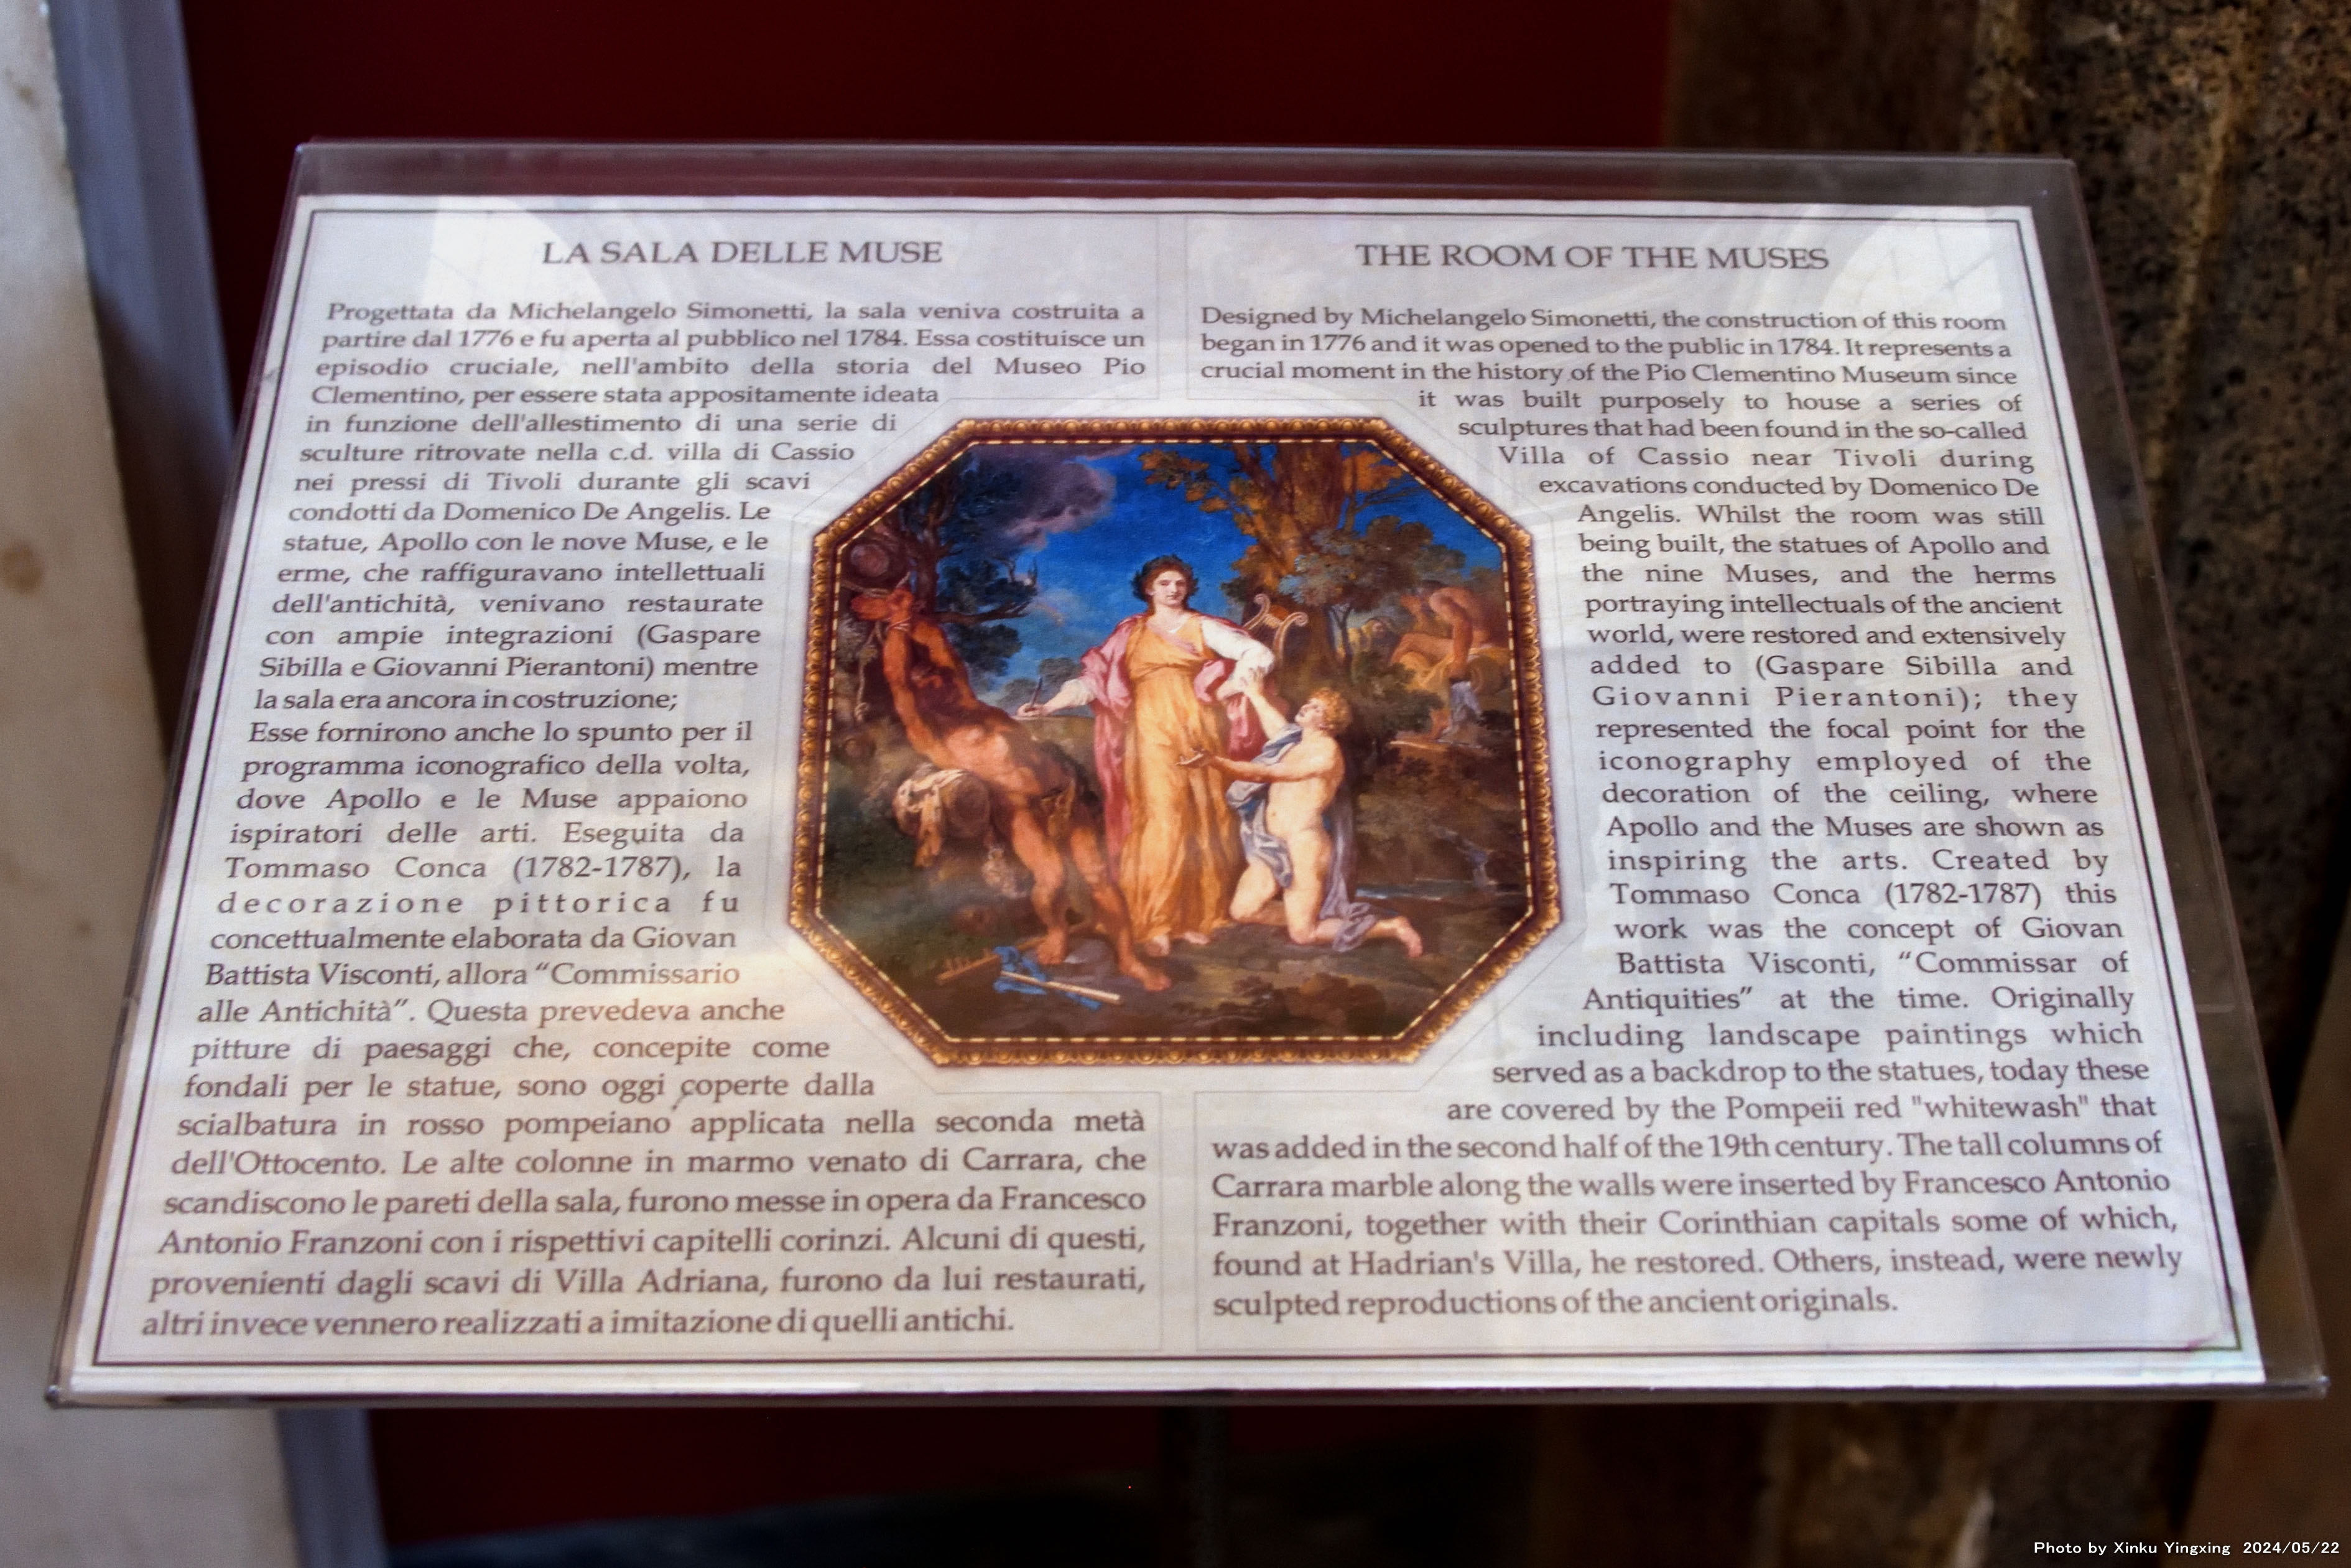 LA SALA DELLE MUSE
Progettata da Michelangelo Simonetti, la sala veniva costruita a
partire dal 1776 e fu aperta al pubblico nel 1784. Essa costituisce un
episodio cruciale, nell'ambito della storia del Museo Pio
Clementino, per essere stata appositamente ideata
in funzione dell'allestimento di una serie di
sculture ritrovate nella c.d. villa di Cassio
nei pressi di Tivoli durante gli scavi
condotti da Domenico De Angelis. Le
statue, Apollo con le nove Muse, e le
erme, che raffiguravano intellettuali
dell'antichità, venivano restaurate
con ampie integrazioni (Gaspare
Sibilla e Giovanni Pierantoni) mentre
la sala era ancora in costruzione;
Esse fornirono anche lo spunto per il
programma iconografico della volta,
dove Apollo e le Muse appaiono
ispiratori delle arti. Eseguita da
Tommaso Conca (1782-1787), la
decorazione pittorica fu
concettualmente elaborata da Giovan
Battista Visconti, allora “Commissario
alle Antichità”. Questa prevedeva anche
pitture di paesaggi che, concepite come
fondali per le statue, sono oggi coperte dalla
scialbatura in rosso pompeiano applicata nella seconda metà
dell'Ottocento. Le alte colonne in marmo venato di Carrara, che
scandiscono le pareti della sala, furono messe in opera da Francesco
Antonio Franzoni con i rispettivi capitelli corinzi. Alcuni di questi,
provenienti dagli scavi di Villa Adriana, furono da lui restaurati,
altri invece vennero realizzati a imitazione di quelli antichi.
THE ROOM OF THE MUSES
Designed by Michelangelo Simonetti, the construction of this room
began in 1776 and it was opened to the public in 1784. It represents a
crucial moment in the history of the Pio Clementino Museum since
it was built purposely to house a series of
sculptures that had been found in the so-called
Villa of Cassio near Tivoli during
excavations conducted by Domenico De
Angelis. Whilst the room was still
being built, the statues of Apollo and
the nine Muses, and the herms
portraying intellectuals of the ancient
world, were restored and extensively
added to (Gaspare Sibilla and
Giovanni Pierantoni); they
represented the focal point for the
iconography employed of the
decoration of the ceiling, where
Apollo and the Muses are shown as
inspiring the arts. Created by
Tommaso Conca (1782-1787) this
work was the concept of Giovan
Battista Visconti, “Commissar of
Antiquities” at the time. Originally
including landscape paintings which
served as a backdrop to the statues, today these
are covered by the Pompeii red "whitewash" that
was added in the second half of the 19th century. The tall columns of
Carrara marble along the walls were inserted by Francesco Antonio
Franzoni, together with their Corinthian capitals some of which,
found at Hadrian's Villa, he restored. Others, instead, were newly
sculpted reproductions of the ancient originals.
Photo by Xinku Yingxing 2024/05/22